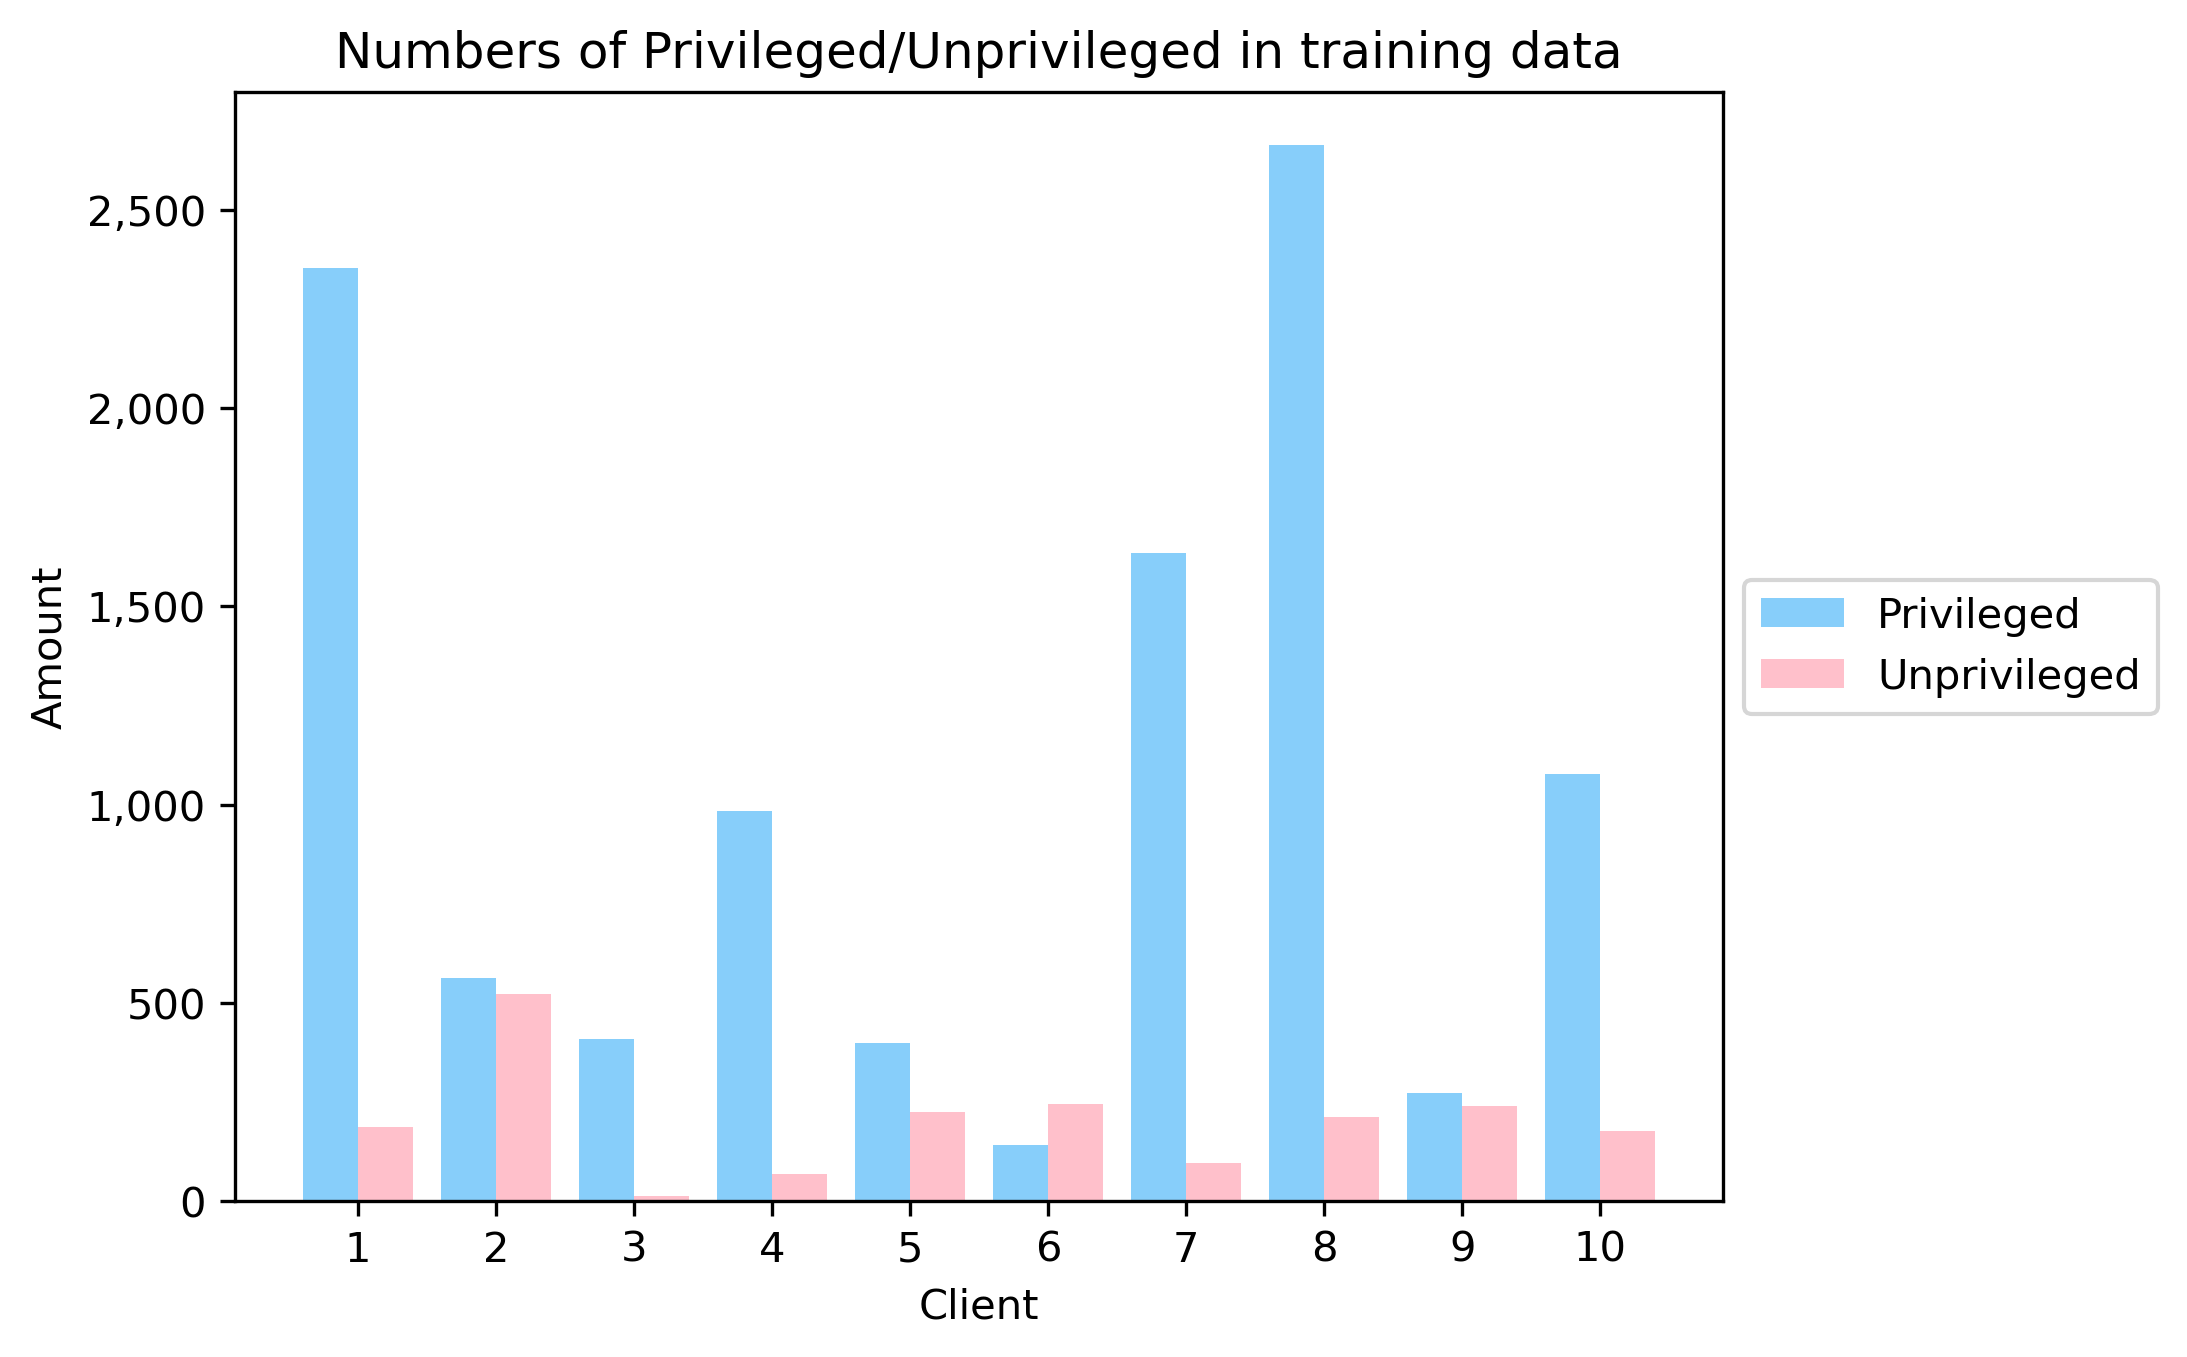 Numbers of Privileged/Unprivileged in training data
2,500
2,000
1,500
1,000
500
0
Amount
1 2 3 4 5 6 7 8 9 10
Client
Privileged
Unprivileged